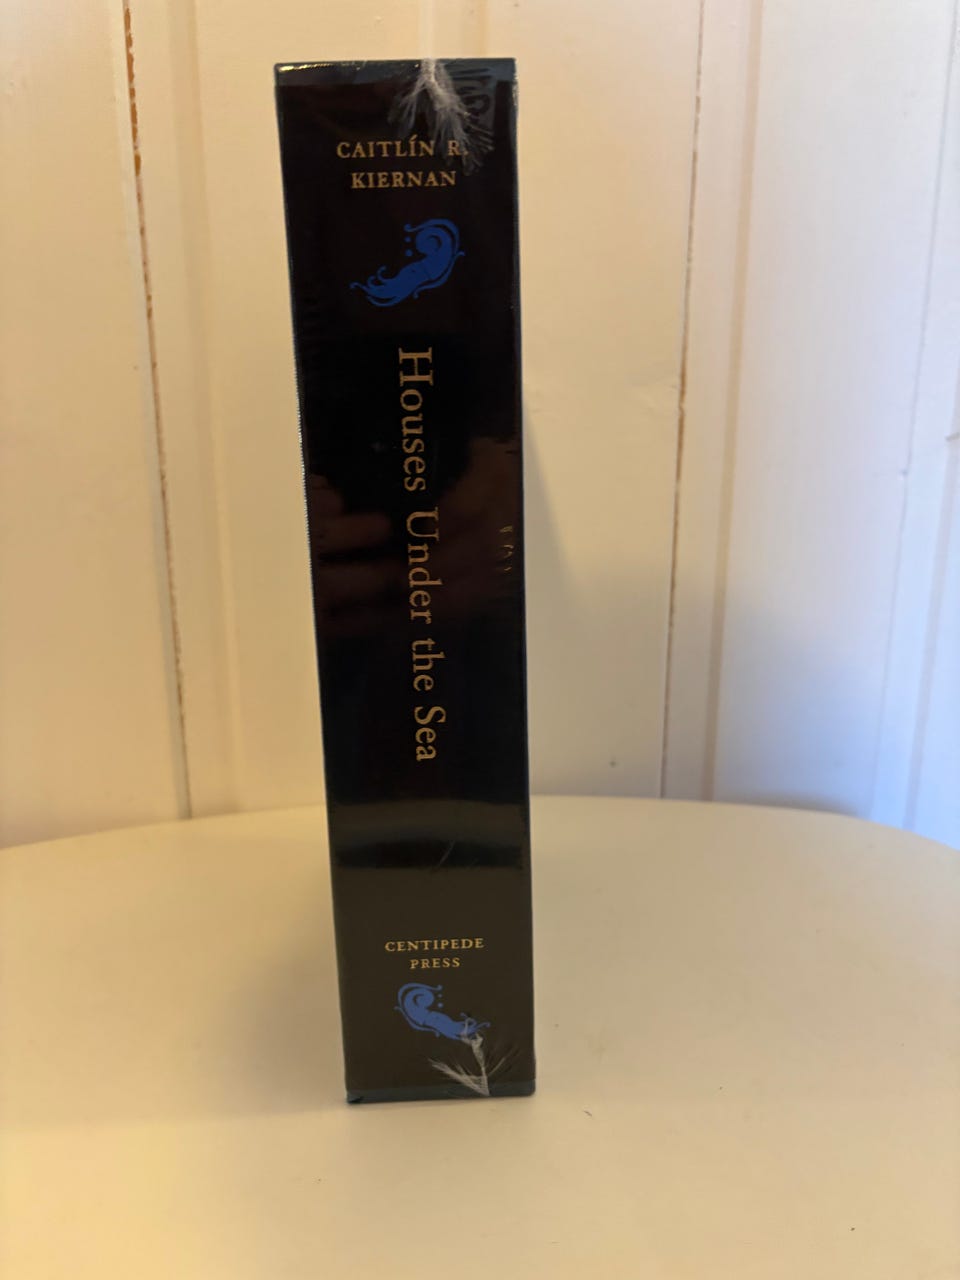 CAITLÍN R.
KIERNAN
Houses Under the Sea
CENTIPEDE
PRESS